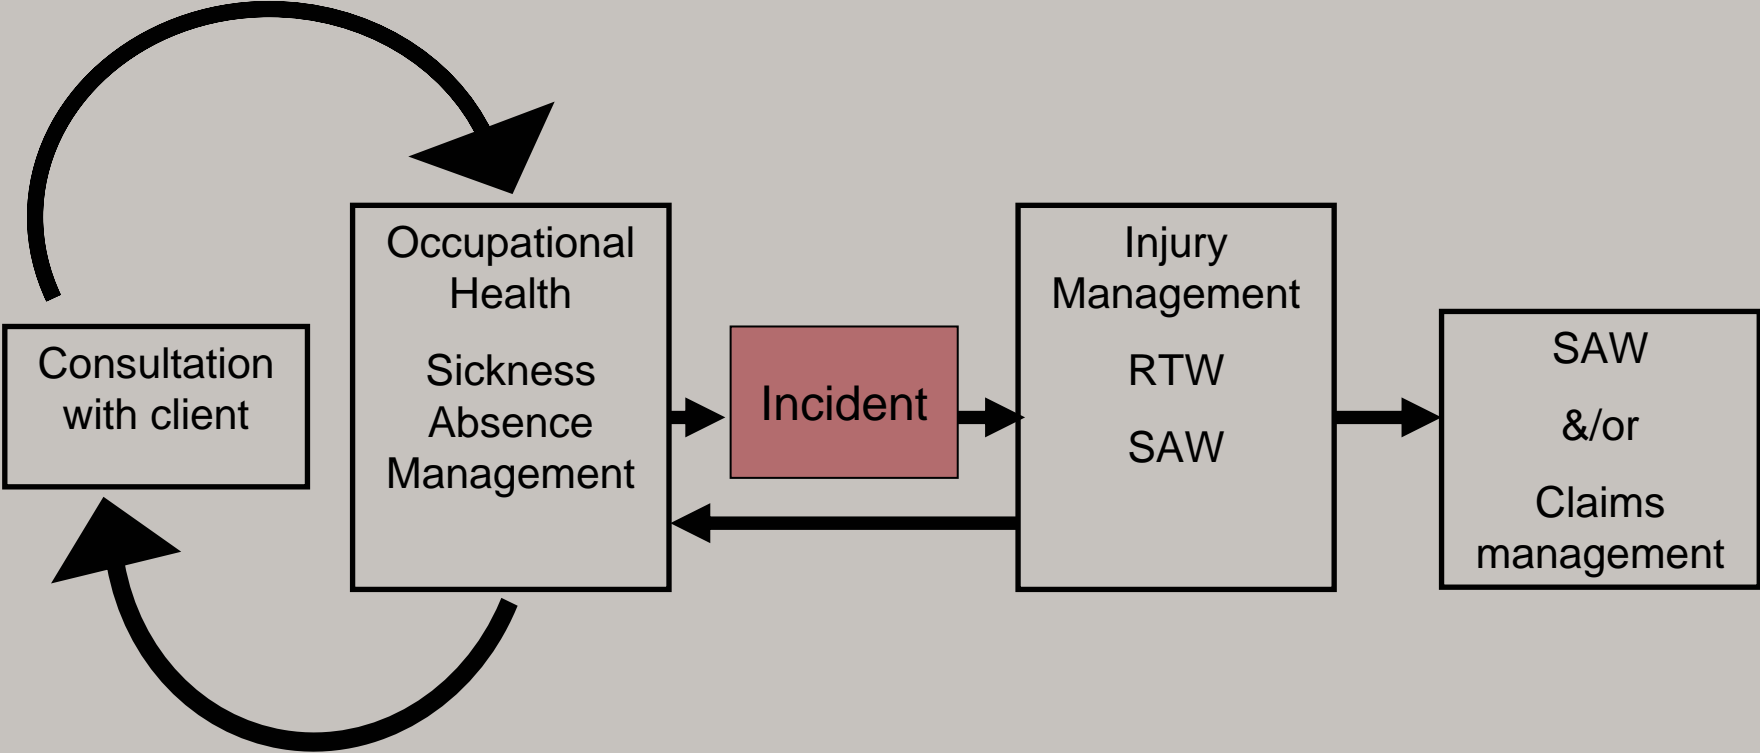 Consultation
with client
Occupational
Health
Sickness
Absence
Management
Incident
Injury
Management
RTW
SAW
SAW
&/or
Claims
management